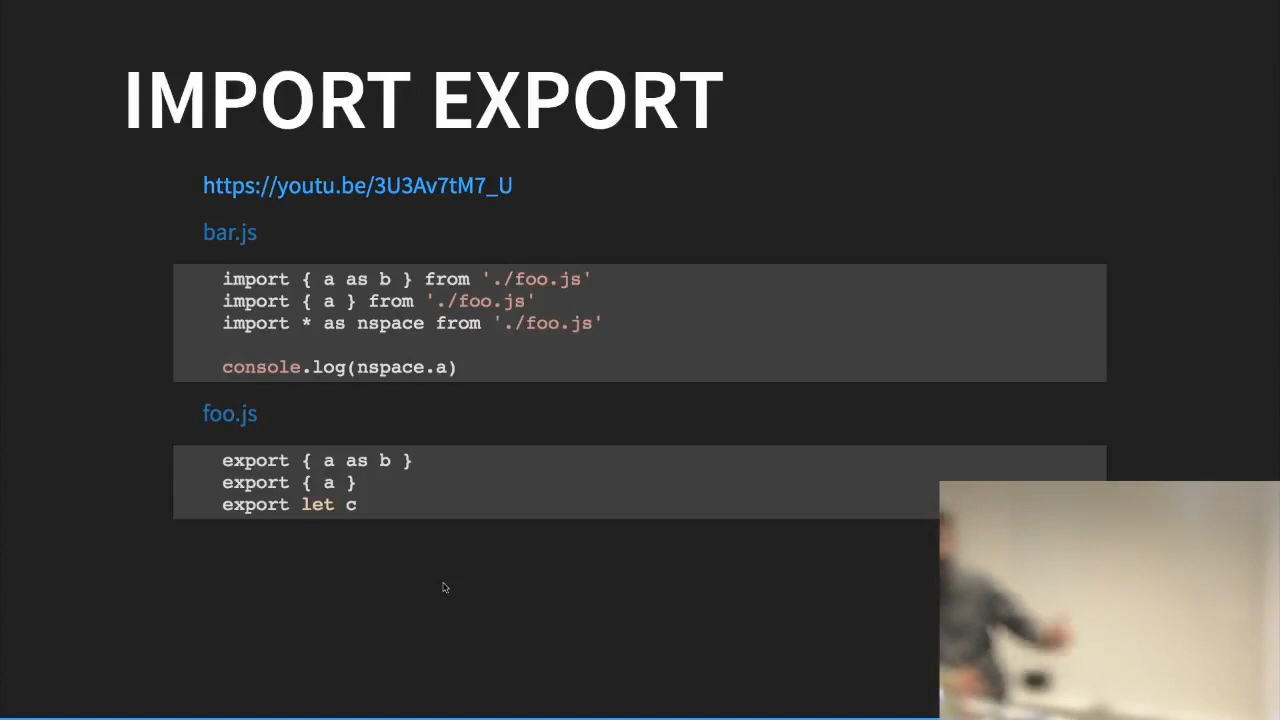 IMPORT EXPORT
https://youtu.be/3U3Av7tM7_U
bar.js
import { a as b } from './foo.js'
import { a } from './foo.js'
import * as nspace from './foo.js'
console.log(nspace.a)
foo.js
export { a as b }
export { a }
export let c